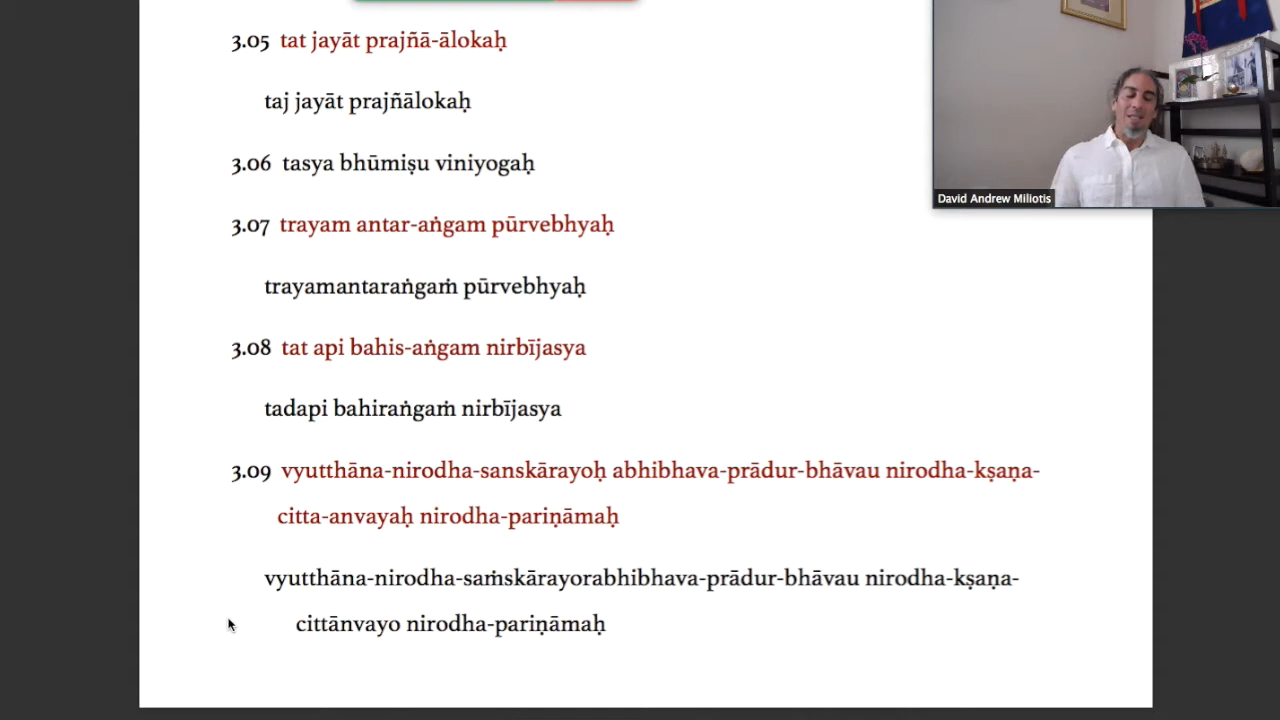 3.05 tat jayāt prajñā-ālokaḥ
taj jayāt prajñālokaḥ
3.06 tasya bhūmiṣu viniyogaḥ
3.07 trayam antar-aṅgam pūrvebhyaḥ
trayamantaraṅgaṁ pūrvebhyaḥ
3.08 tat api bahis-aṅgam nirbījasya
tadapi bahiraṅgaṁ nirbījasya
3.09 vyutthāna-nirodha-sanskārayoḥ abhibhava-prādur-bhāvau nirodha-kṣaṇa-
citta-anvayaḥ nirodha-pariṇāmaḥ
vyutthāna-nirodha-saṁskārayorabhibhava-prādur-bhāvau nirodha-kṣaṇa-
cittānvayo nirodha-pariṇāmaḥ
David Andrew Miliotis